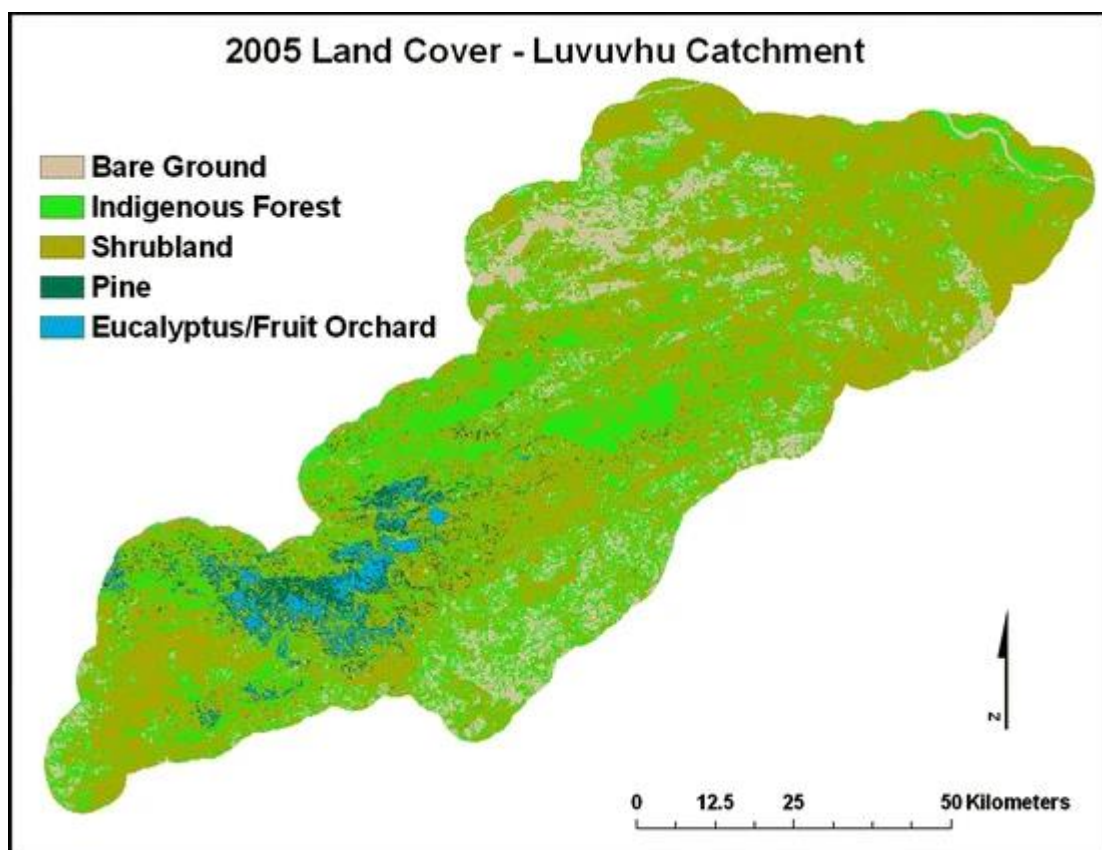 2005 Land Cover - Luvuvhu Catchment
Bare Ground
Indigenous Forest
Shrubland
Pine
Eucalyptus/Fruit Orchard
N
0 12.5 25 50 Kilometers